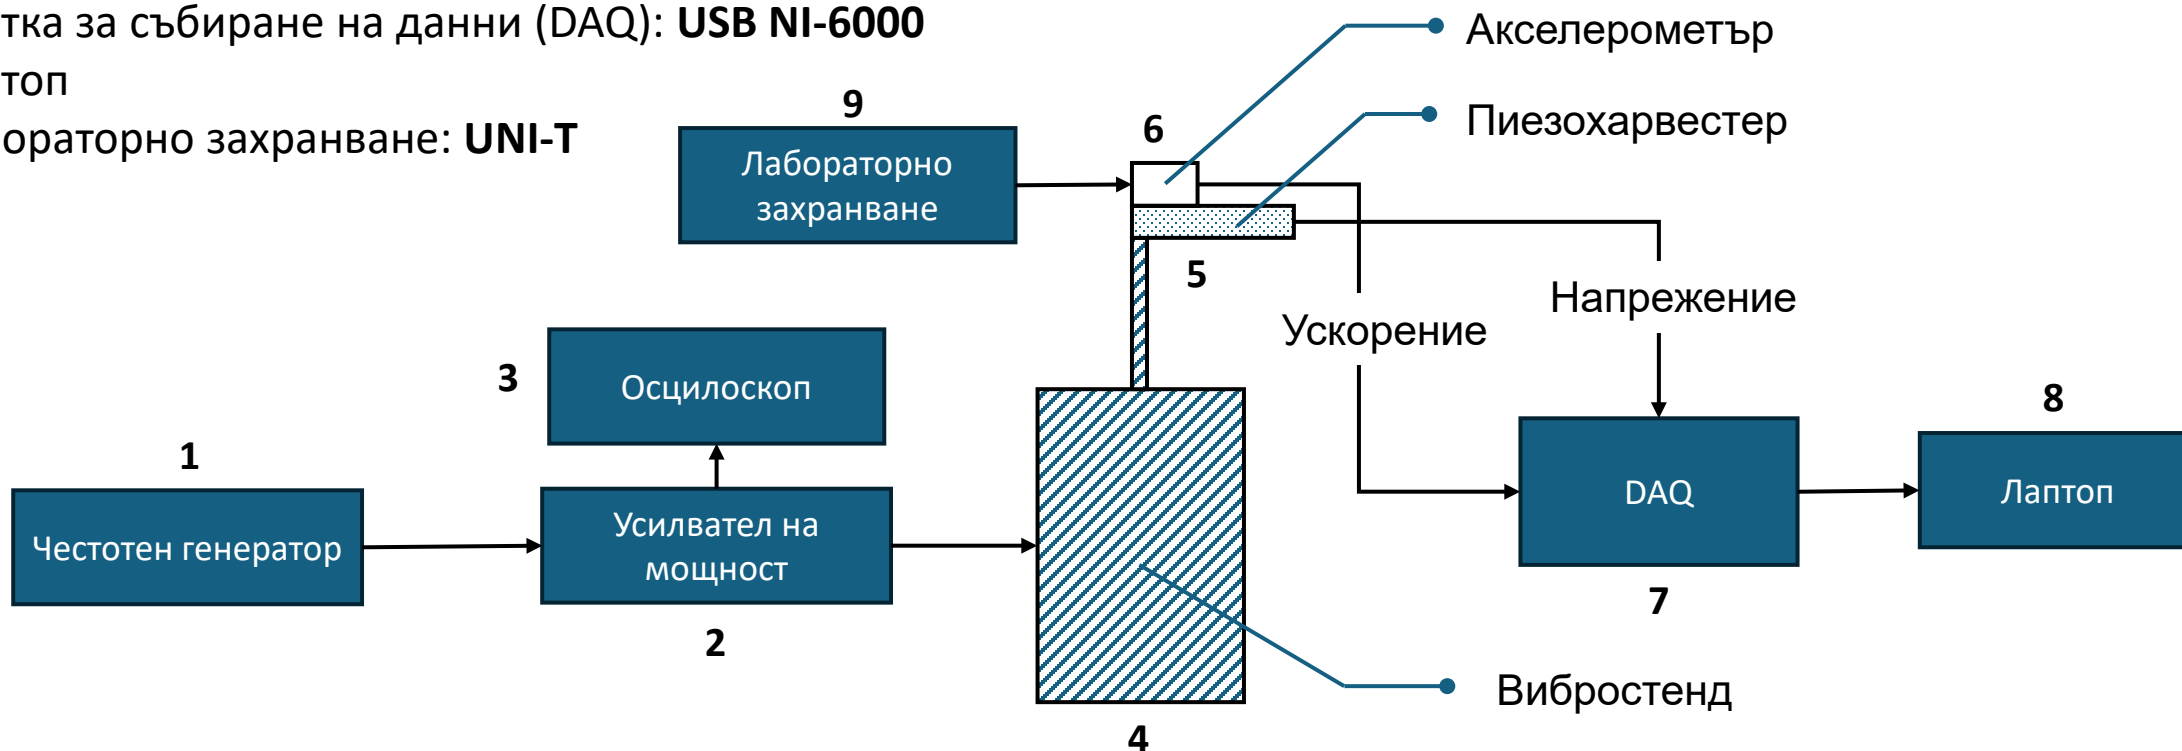 тка за събиране на данни (DAQ): USB NI-6000
топ
ораторно захранване: UNI-T
Акселерометър
Пиезохарвестер
9
6
Лабораторно
захранване
5
Напрежение
Ускорение
3
Осцилоскоп
8
1
Честотен генератор
Усилвател на
мощност
DAQ
Лаптоп
7
2
Вибростенд
4